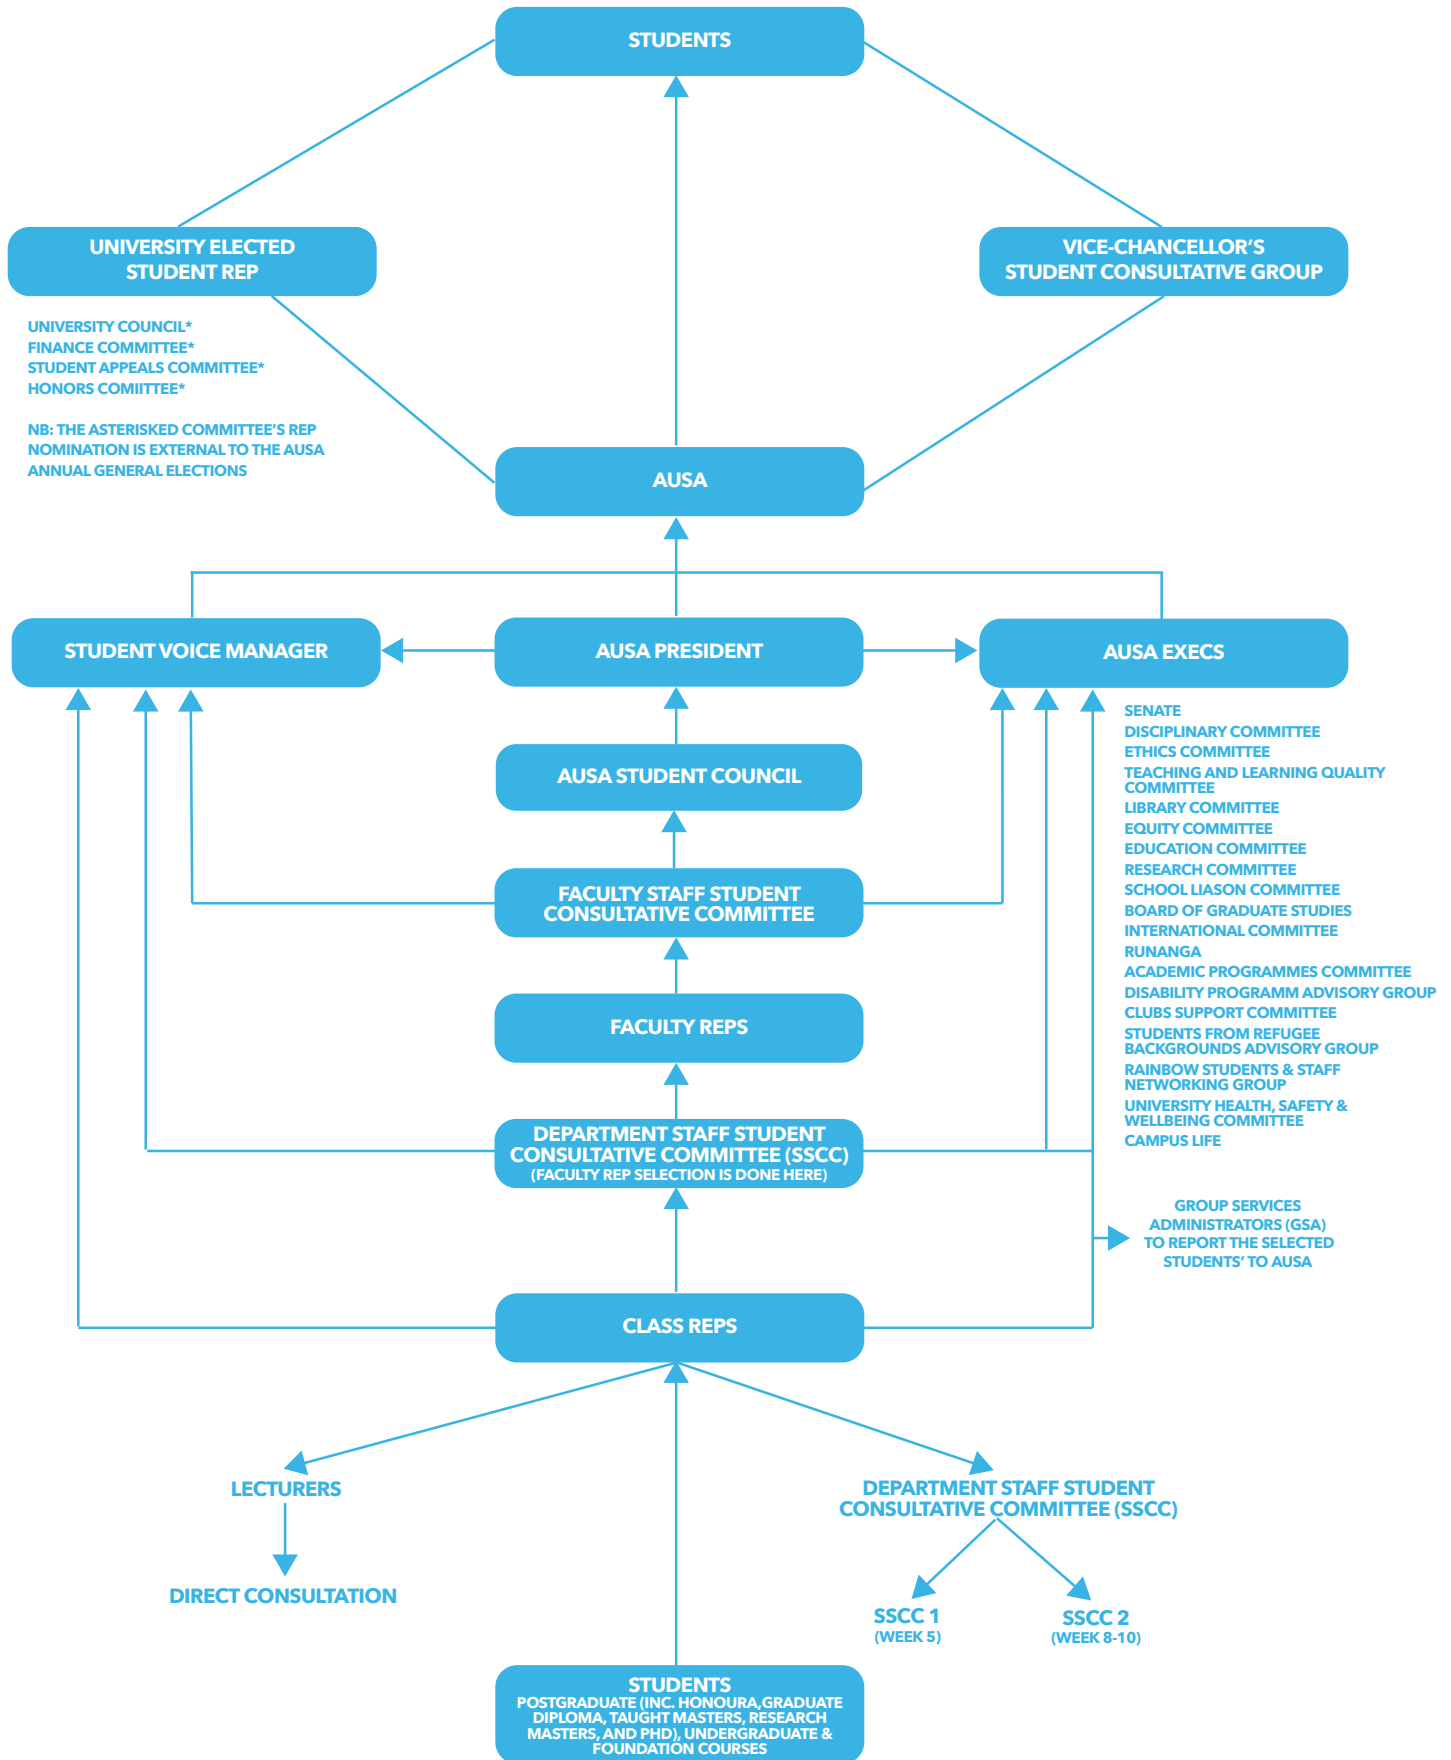 STUDENTS
UNIVERSITY ELECTED
STUDENT REP
VICE-CHANCELLOR'S
STUDENT CONSULTATIVE GROUP
UNIVERSITY COUNCIL*
FINANCE COMMITTEE*
STUDENT APPEALS COMMITTEE*
HONORS COMIITTEE*
NB: THE ASTERISKED COMMITTEE'S REP
NOMINATION IS EXTERNAL TO THE AUSA
ANNUAL GENERAL ELECTIONS
AUSA
STUDENT VOICE MANAGER
AUSA PRESIDENT
AUSA EXECS
SENATE
DISCIPLINARY COMMITTEE
ETHICS COMMITTEE
TEACHING AND LEARNING QUALITY
COMMITTEE
LIBRARY COMMITTEE
EQUITY COMMITTEE
EDUCATION COMMITTEE
RESEARCH COMMITTEE
SCHOOL LIASON COMMITTEE
BOARD OF GRADUATE STUDIES
INTERNATIONAL COMMITTEE
RUNANGA
ACADEMIC PROGRAMMES COMMITTEE
DISABILITY PROGRAMM ADVISORY GROUP
CLUBS SUPPORT COMMITTEE
STUDENTS FROM REFUGEE
BACKGROUNDS ADVISORY GROUP
RAINBOW STUDENTS & STAFF
NETWORKING GROUP
UNIVERSITY HEALTH, SAFETY &
WELLBEING COMMITTEE
CAMPUS LIFE
AUSA STUDENT COUNCIL
FACULTY STAFF STUDENT
CONSULTATIVE COMMITTEE
FACULTY REPS
DEPARTMENT STAFF STUDENT
CONSULTATIVE COMMITTEE (SSCC)
(FACULTY REP SELECTION IS DONE HERE)
GROUP SERVICES
ADMINISTRATORS (GSA)
TO REPORT THE SELECTED
STUDENTS' TO AUSA
CLASS REPS
LECTURERS
DIRECT CONSULTATION
DEPARTMENT STAFF STUDENT
CONSULTATIVE COMMITTEE (SSCC)
SSCC 1
(WEEK 5)
SSCC 2
(WEEK 8-10)
STUDENTS
POSTGRADUATE (INC. HONOURA,GRADUATE
DIPLOMA, TAUGHT MASTERS, RESEARCH
MASTERS, AND PHD), UNDERGRADUATE &
FOUNDATION COURSES